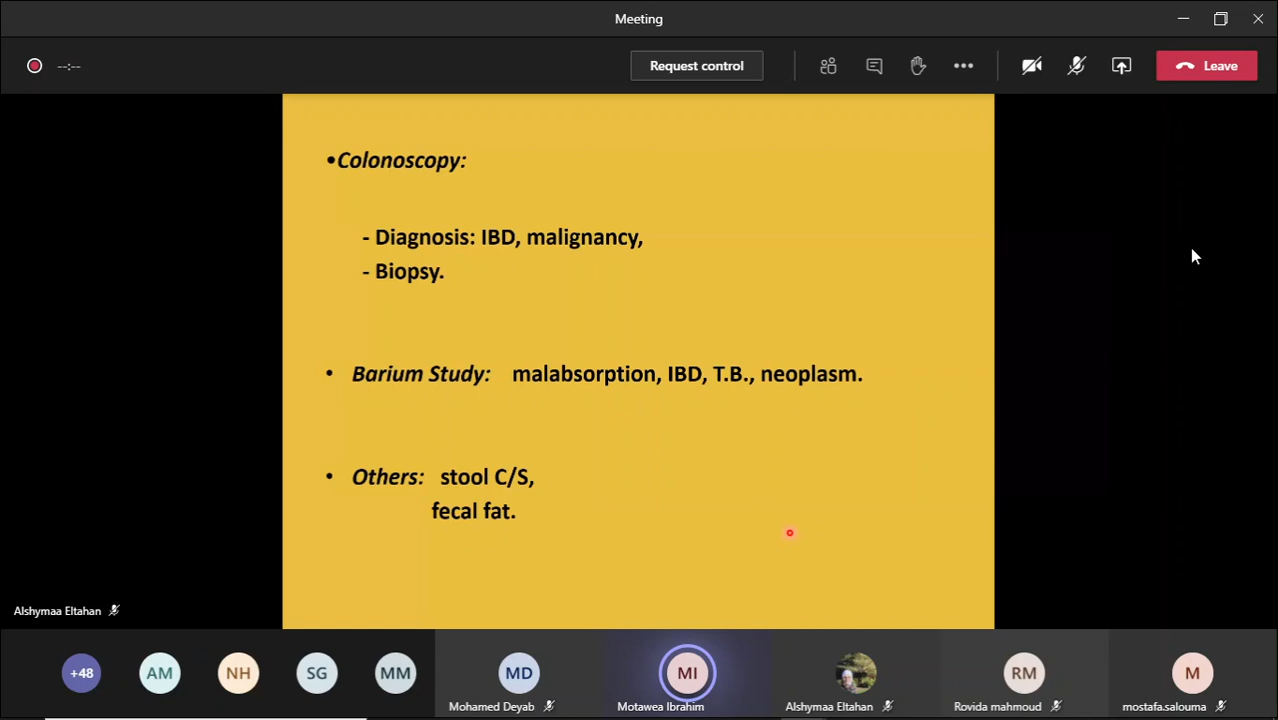 Meeting
--:--
Request control
Leave
•Colonoscopy:
- Diagnosis: IBD, malignancy,
- Biopsy.
• Barium Study: malabsorption, IBD, T.B., neoplasm.
• Others: stool C/S,
fecal fat.
Alshymaa Eltahan
+48
AM
NH
SG
MM
MD
MI
RM
M
Mohamed Deyab
Motawea Ibrahim
Alshymaa Eltahan
Rovida mahmoud
mostafa.salouma